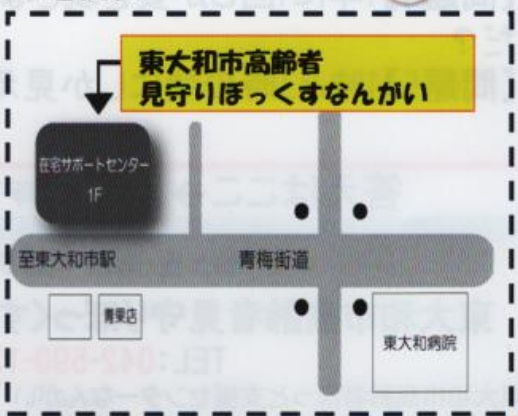 東大和市高齢者
見守りぼっくすなんがい
在宅サポートセンター
1F
至東大和市駅
青梅街道
青果店
東大和病院